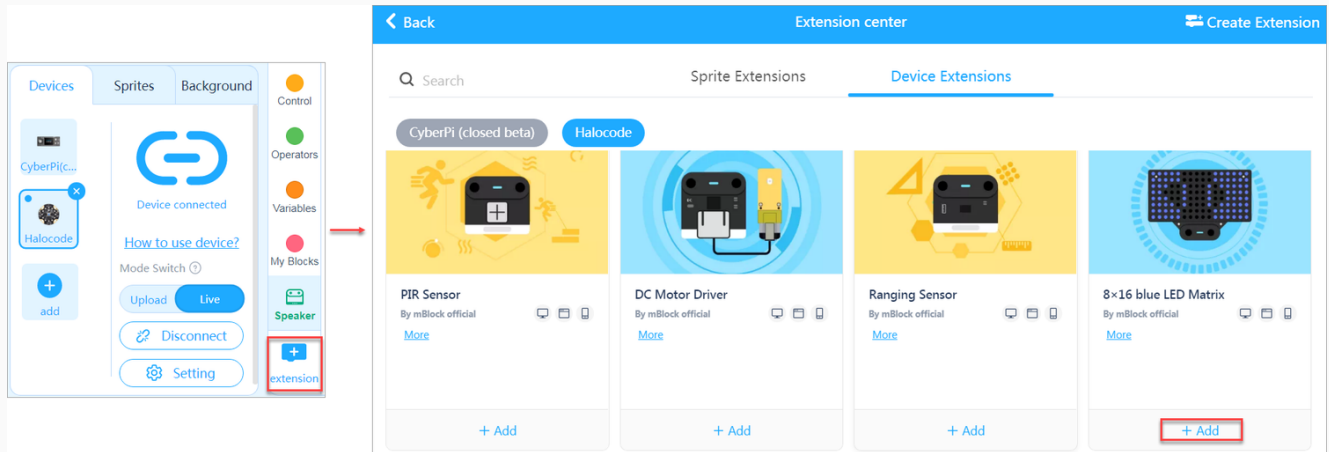 Back
Extension center
Create Extension
Devices
Sprites
Background
Control
Operators
Variables
My Blocks
Speaker
extension
CyberPi(c...
Halocode
add
Device connected
How to use device?
Mode Switch ?
Upload
Live
Disconnect
Setting
Search
Sprite Extensions
Device Extensions
CyberPi (closed beta)
Halocode
PIR Sensor
By mBlock official
More
+ Add
DC Motor Driver
By mBlock official
More
+ Add
Ranging Sensor
By mBlock official
More
+ Add
8×16 blue LED Matrix
By mBlock official
More
+ Add